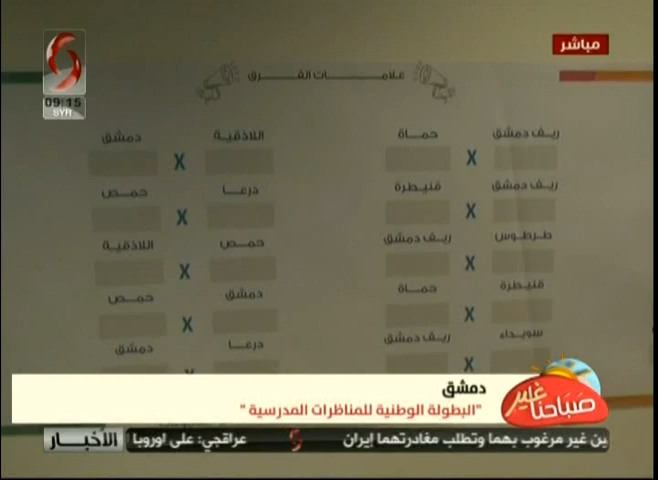 مباشر
09:15
SYR
علامات الفرق
ريف دمشق
حماة
X
اللاذقية
دمشق
X
ريف دمشق
قنيطرة
X
درعا
حمص
X
طرطوس
ريف دمشق
X
حمص
اللاذقية
X
قنيطرة
حماة
X
دمشق
حمص
X
سويداء
ريف دمشق
X
درعا
دمشق
دمشق
"البطولة الوطنية للمناظرات المدرسية"
صباحنا غير
الأخبار
ين غير مرغوب بهما وتطلب مغادرتهما إيران
عراقجي: على اوروبا ا